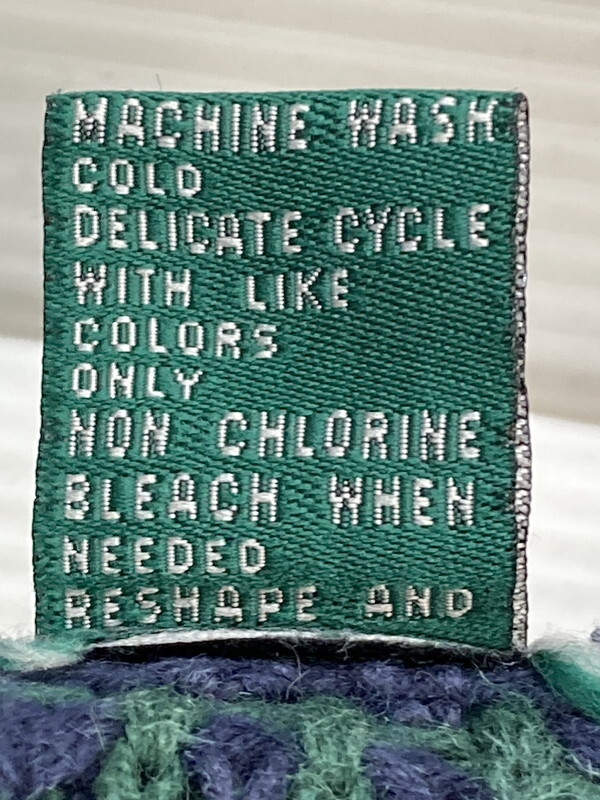 MACHINE WASH
COLD
DELICATE CYCLE
WITH LIKE
COLORS
ONLY
NON CHLORINE
BLEACH WHEN
NEEDED
RESHAPE AND